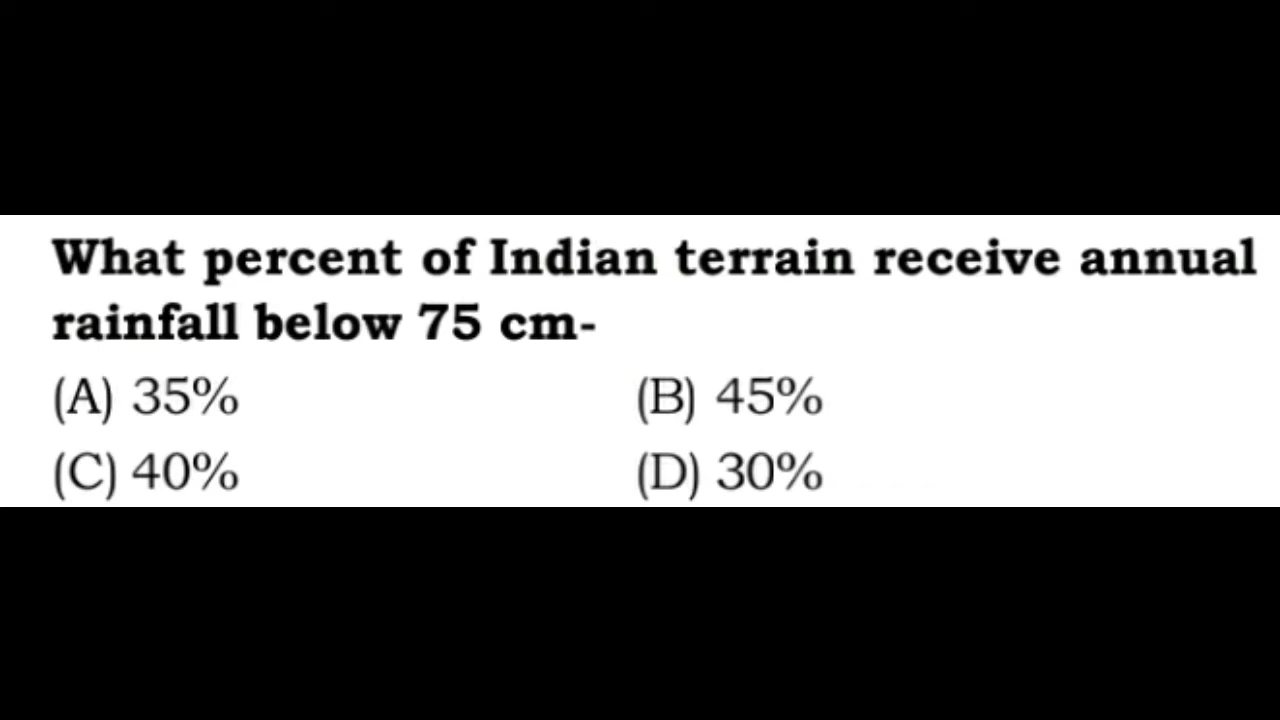 What percent of Indian terrain receive annual
rainfall below 75 cm-
(A) 35% (B) 45%
(C) 40% (D) 30%